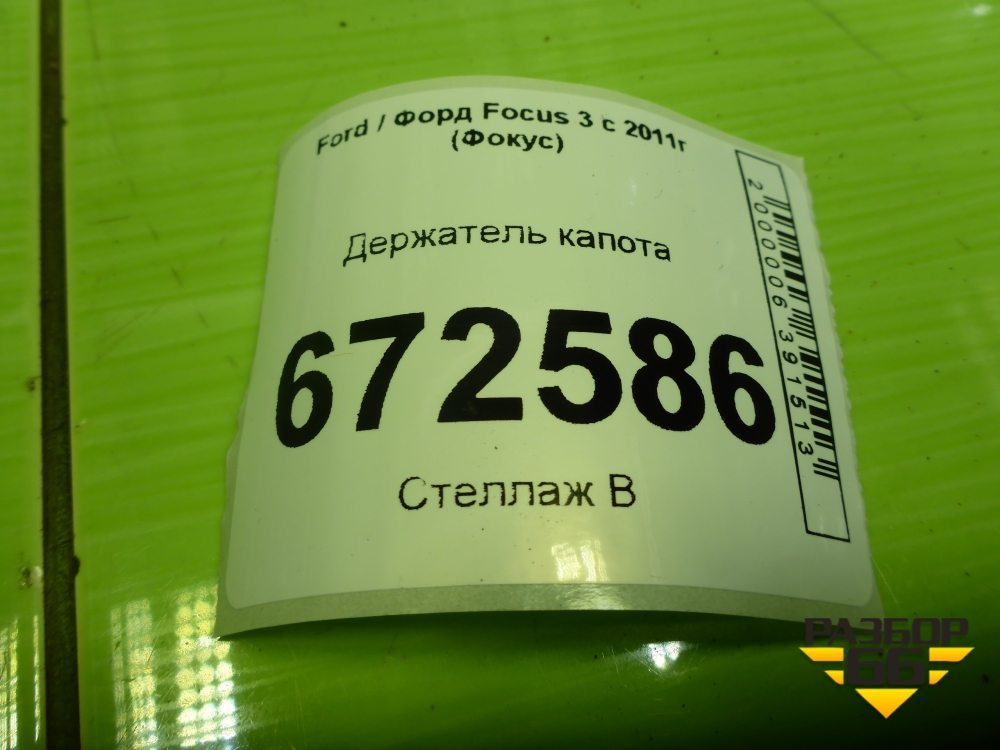 Ford / Форд Focus 3 с 2011г
(Фокус)
Держатель капота
672586
Стеллаж В
2000006391513
РАЗБОР
66